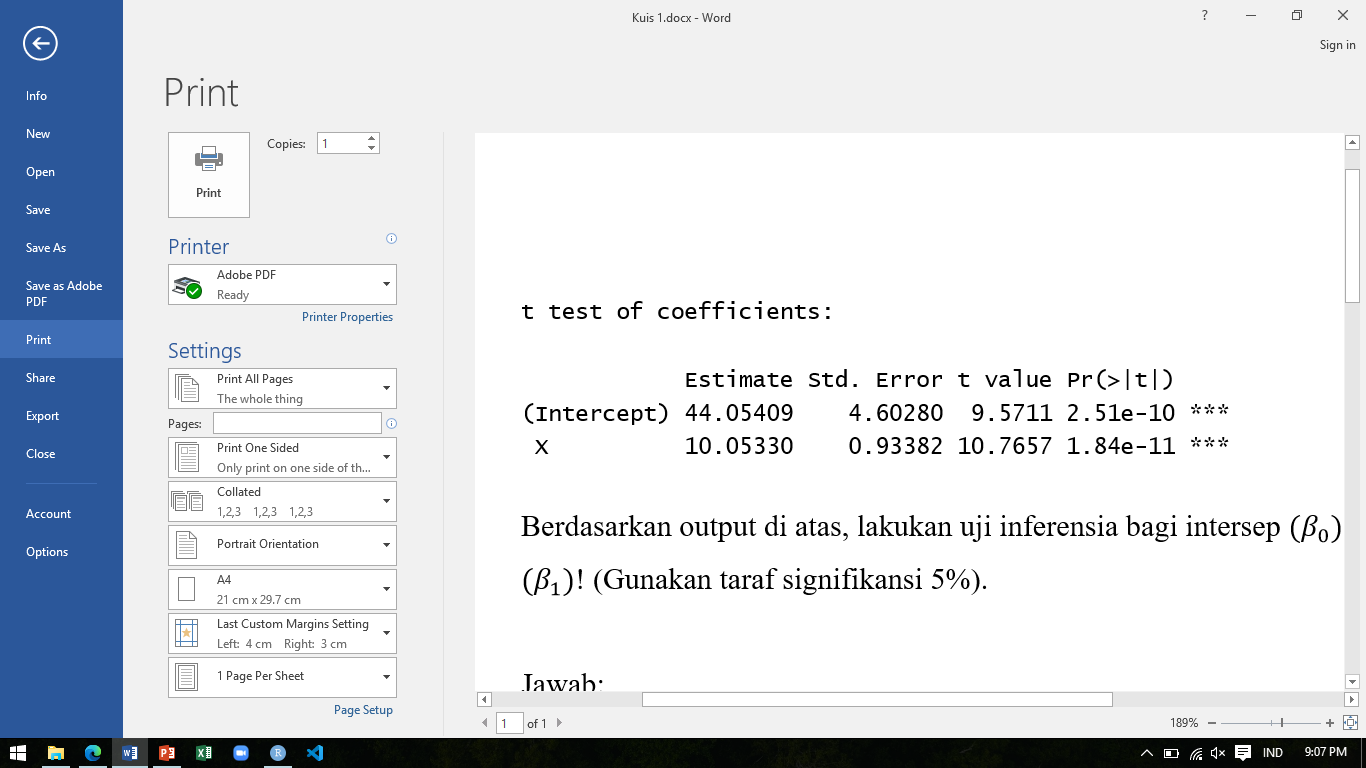 Kuis 1.docx - Word
?
Sign in
Info
New
Open
Save
Save As
Save as Adobe
PDF
Print
Share
Export
Close
Account
Options
Print
Print
Copies: 1
Printer
Adobe PDF
Ready
Printer Properties
Settings
Print All Pages
The whole thing
Pages:
Print One Sided
Only print on one side of th...
Collated
1,2,3 1,2,3 1,2,3
Portrait Orientation
A4
21 cm x 29.7 cm
Last Custom Margins Setting
Left: 4 cm Right: 3 cm
1 Page Per Sheet
Page Setup
t test of coefficients:
Estimate Std. Error t value Pr(>|t|)
(Intercept) 44.05409 4.60280 9.5711 2.51e-10 ***
x 10.05330 0.93382 10.7657 1.84e-11 ***
Berdasarkan output di atas, lakukan uji inferensia bagi intersep (β₀)
(β₁)! (Gunakan taraf signifikansi 5%).
Jawab:
1 of 1
189%
IND
9:07 PM